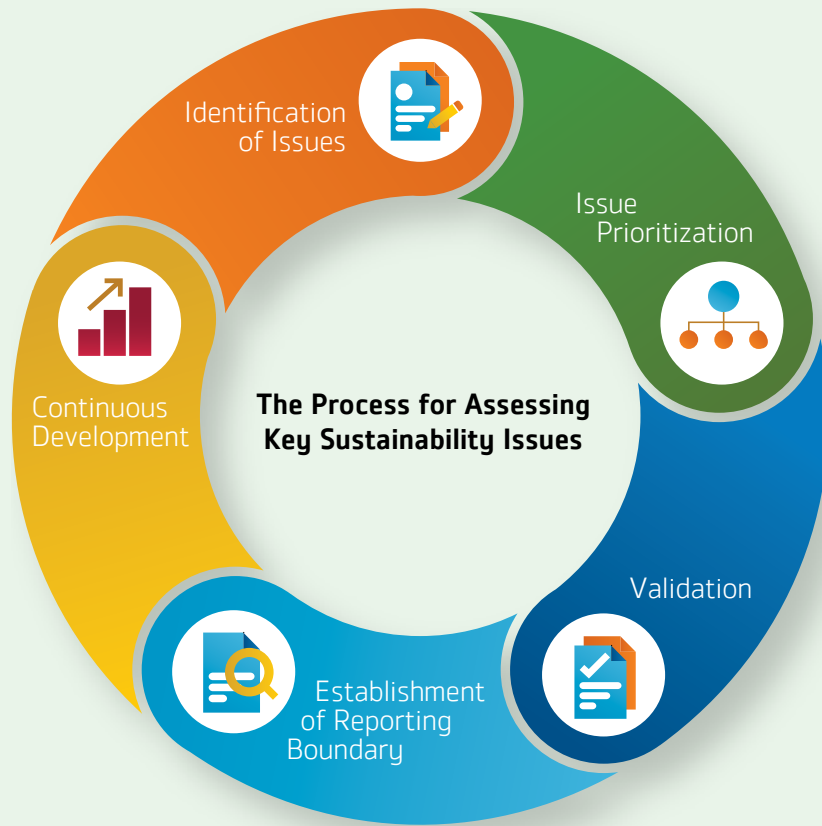 The Process for Assessing
Key Sustainability Issues
Identification
of Issues
Issue
Prioritization
Validation
Establishment
of Reporting
Boundary
Continuous
Development